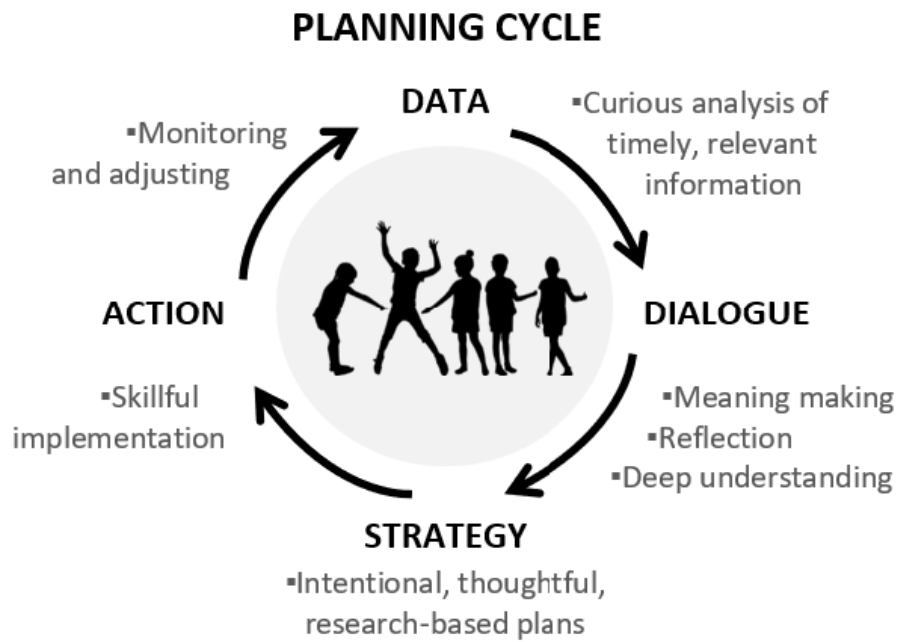 PLANNING CYCLE
DATA
▪Curious analysis of
timely, relevant
information
DIALOGUE
▪Meaning making
▪Reflection
▪Deep understanding
STRATEGY
▪Intentional, thoughtful,
research-based plans
ACTION
▪Skillful
implementation
▪Monitoring
and adjusting